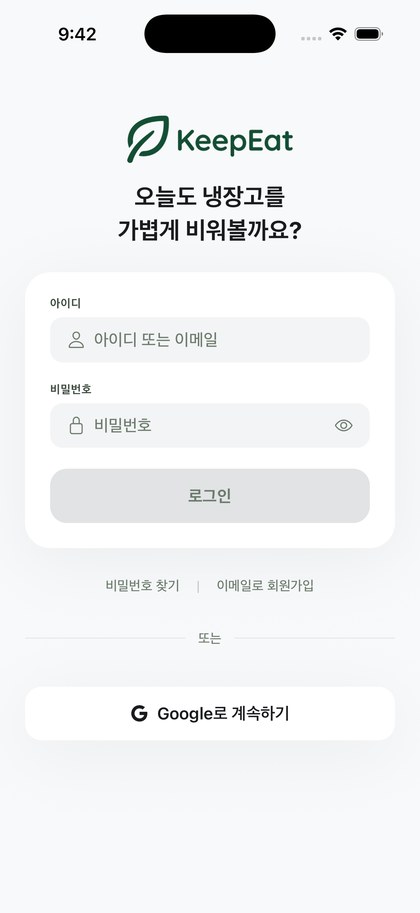 9:42
KeepEat
오늘도 냉장고를
가볍게 비워볼까요?
아이디
아이디 또는 이메일
비밀번호
비밀번호
로그인
비밀번호 찾기 | 이메일로 회원가입
또는
G Google로 계속하기